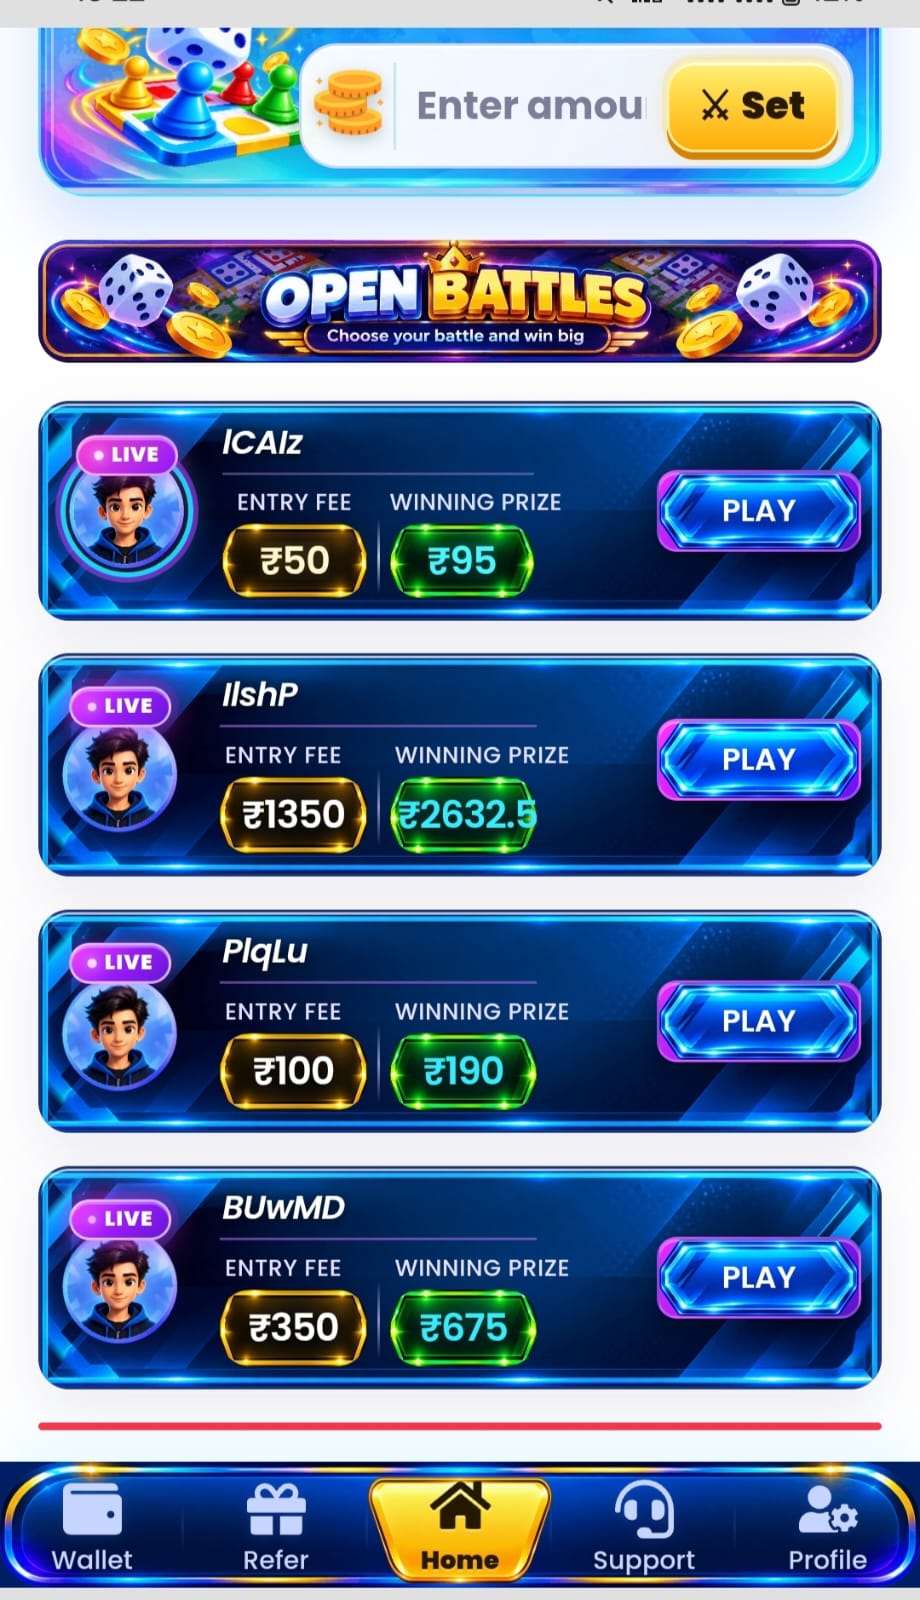 Enter amou
Set
OPEN BATTLES
Choose your battle and win big
LIVE
lCAlz
ENTRY FEE WINNING PRIZE
₹50 ₹95
PLAY
LIVE
IlshP
ENTRY FEE WINNING PRIZE
₹1350 ₹2632.5
PLAY
LIVE
PlqLu
ENTRY FEE WINNING PRIZE
₹100 ₹190
PLAY
LIVE
BUwMD
ENTRY FEE WINNING PRIZE
₹350 ₹675
PLAY
Wallet Refer Home Support Profile